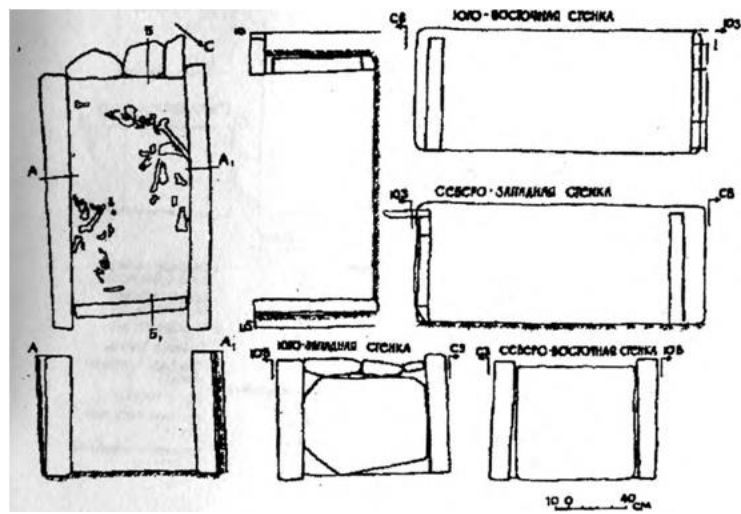 Б
С
А
А₁
Б₁
Б
Б₁
СВ
ЮГО-ВОСТОЧНАЯ СТЕНКА
ЮЗ
ЮЗ
СЕВЕРО-ЗАПАДНАЯ СТЕНКА
СВ
А
А₁
ЮВ
ЮГО-ЗАПАДНАЯ СТЕНКА
СЗ
СЗ
СЕВЕРО-ВОСТОЧНАЯ СТЕНКА
ЮВ
10 0 40 СМ